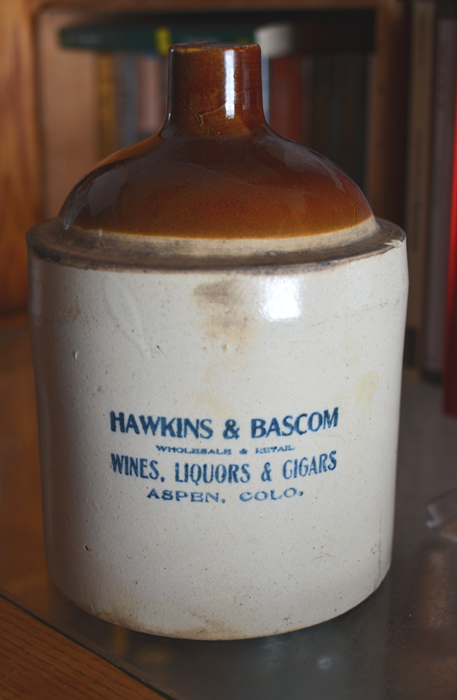 HAWKINS & BASCOM
WHOLESALE & RETAIL
WINES, LIQUORS & CIGARS
ASPEN, COLO.